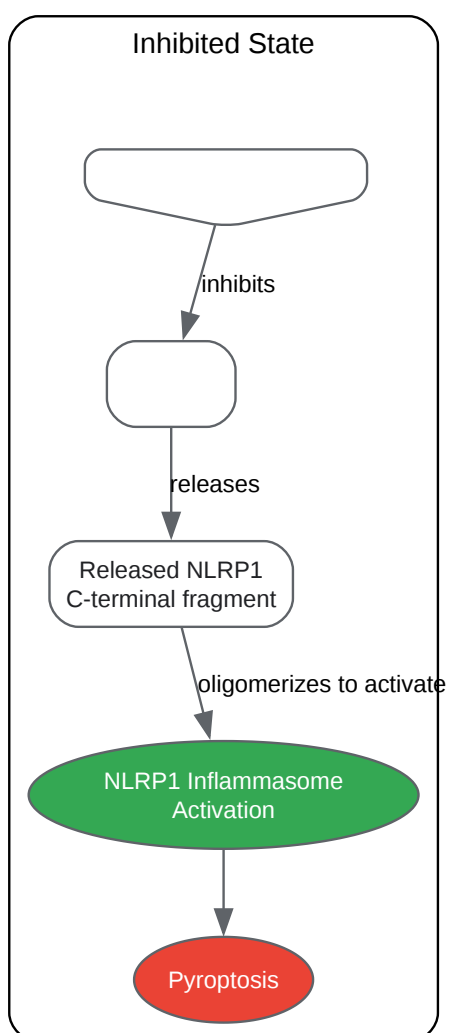 Inhibited State
inhibits
releases
Released NLRP1
C-terminal fragment
oligomerizes to activate
NLRP1 Inflammasome
Activation
Pyroptosis